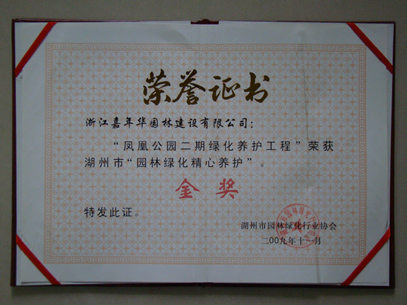 荣誉证书
浙江嘉年华园林建设有限公司：
“凤凰公园二期绿化养护工程”荣获
湖州市“园林绿化精心养护”。
金奖
特发此证。
湖州市园林绿化行业协会
二00九年十一月